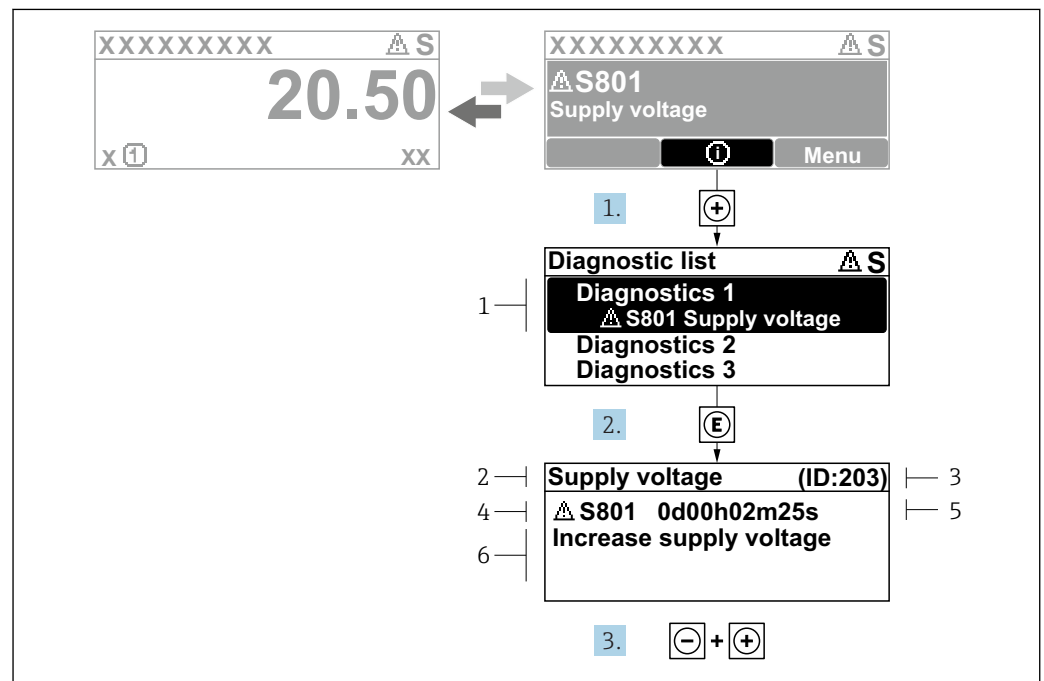 XXXXXXXXX ⚠S
20.50
X ① XX
XXXXXXXXX ⚠S
⚠S801
Supply voltage
ⓘ Menu
1. +
Diagnostic list ⚠S
1 Diagnostics 1
⚠ S801 Supply voltage
Diagnostics 2
Diagnostics 3
2. E
2 Supply voltage (ID:203) 3
4 ⚠ S801 0d00h02m25s 5
6 Increase supply voltage
3. − + +